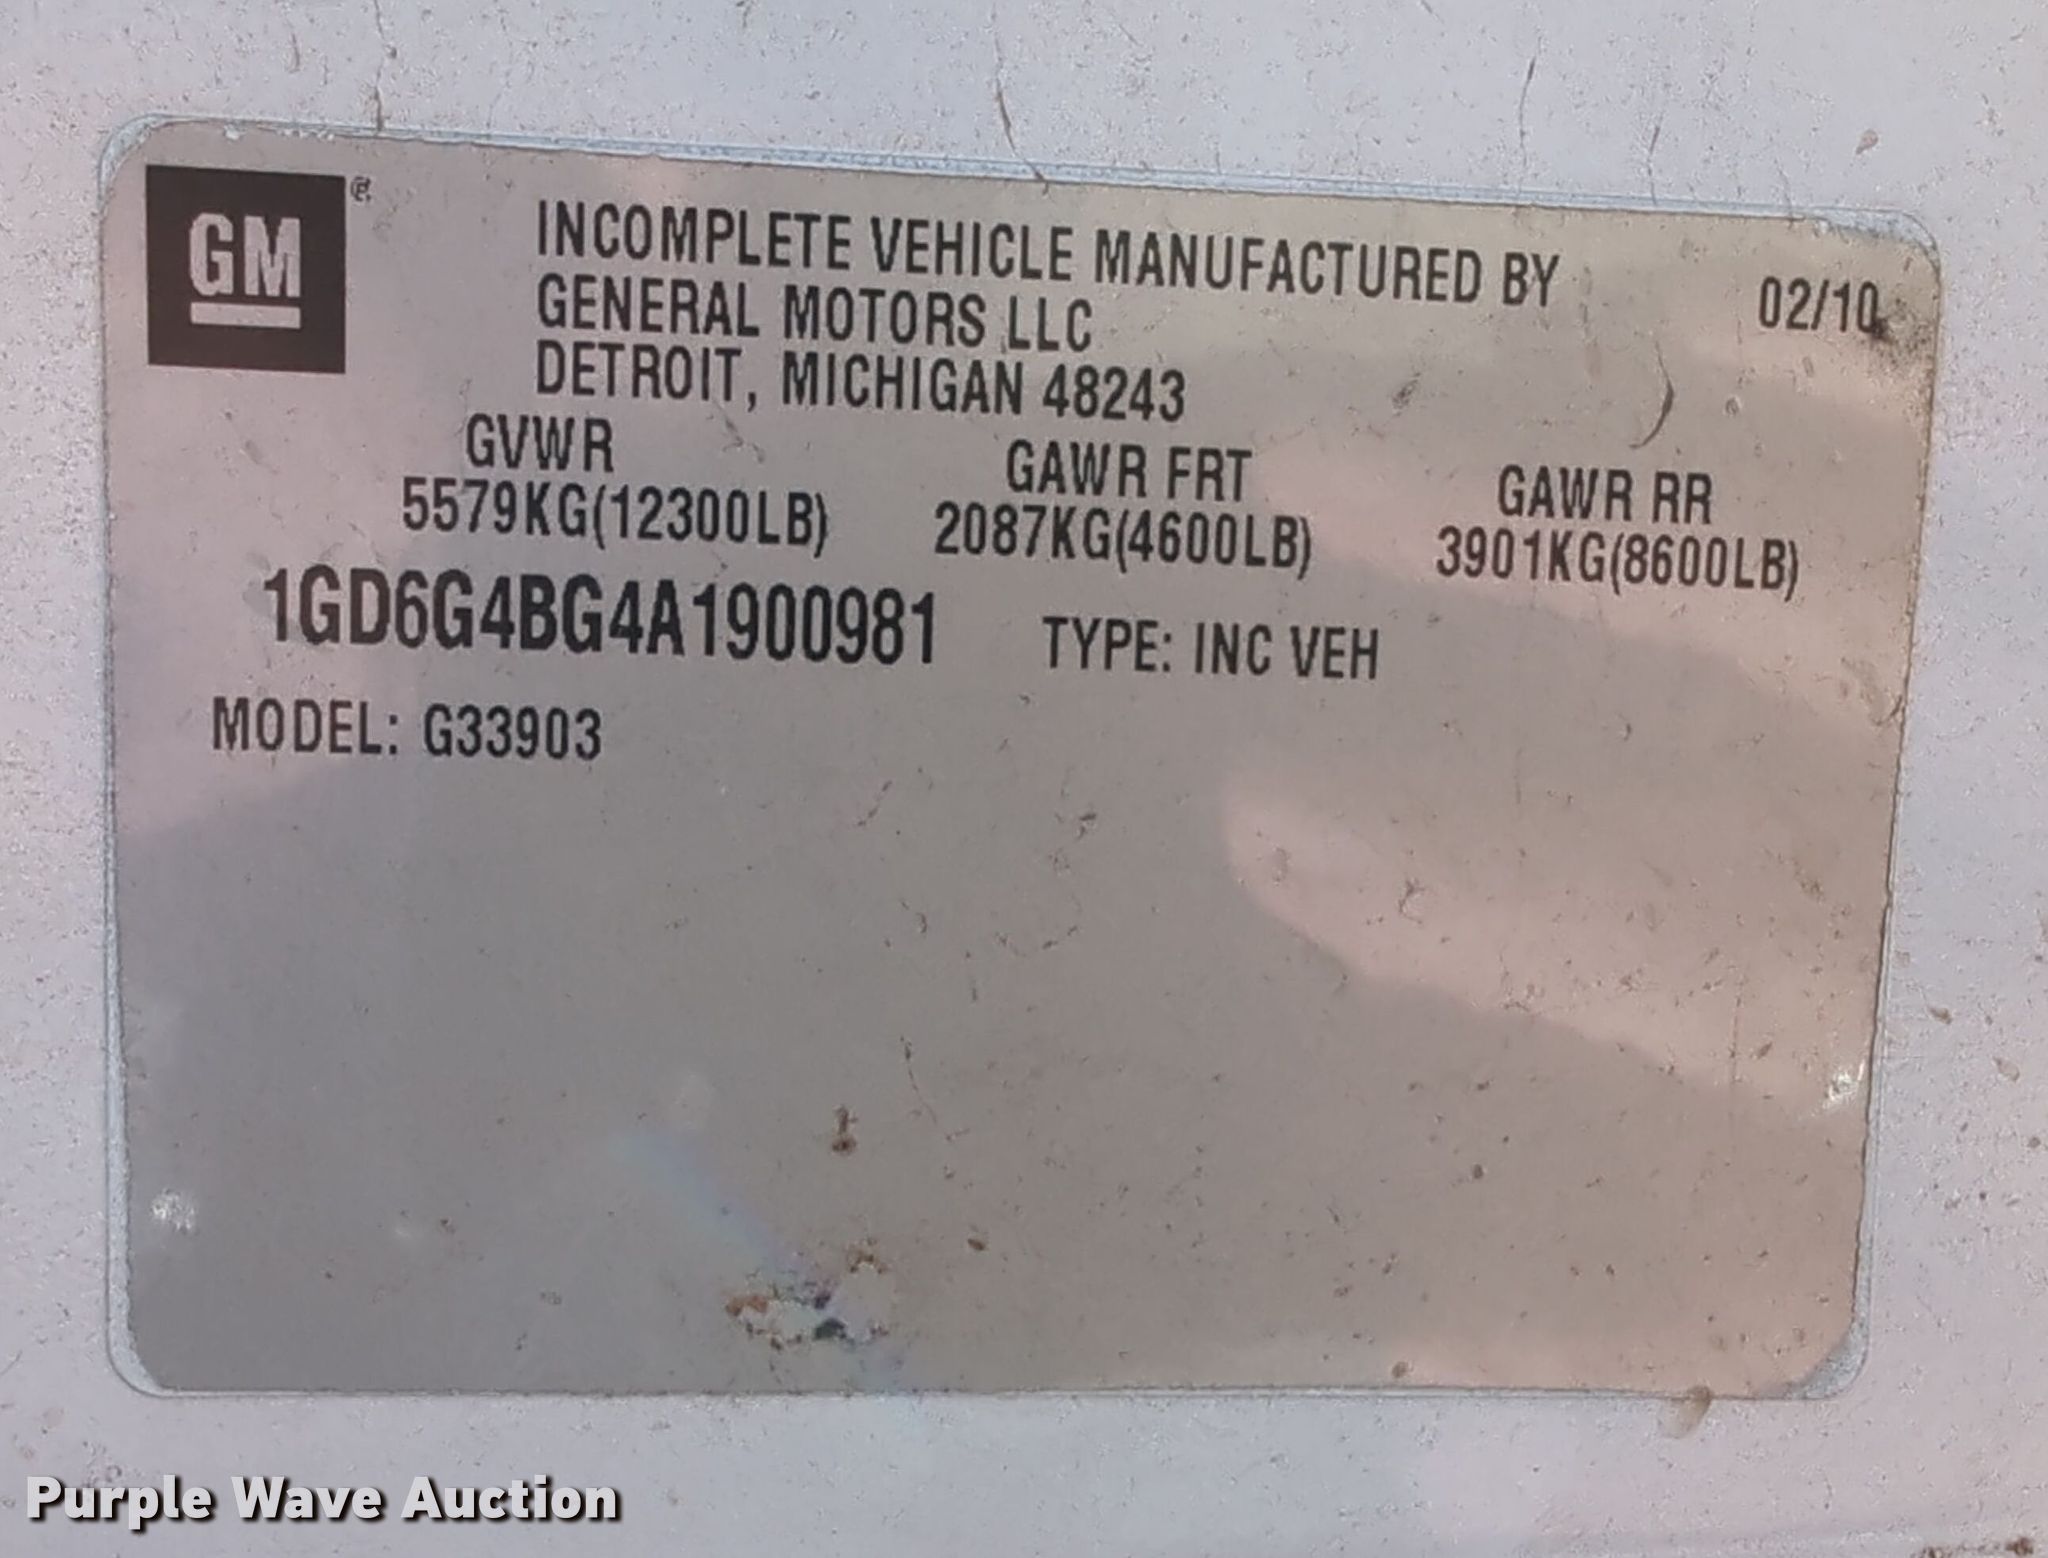 GM®
INCOMPLETE VEHICLE MANUFACTURED BY
GENERAL MOTORS LLC
DETROIT, MICHIGAN 48243
02/10
GVWR
5579KG(12300LB)
GAWR FRT
2087KG(4600LB)
GAWR RR
3901KG(8600LB)
1GD6G4BG4A1900981
TYPE: INC VEH
MODEL: G33903
Purple Wave Auction